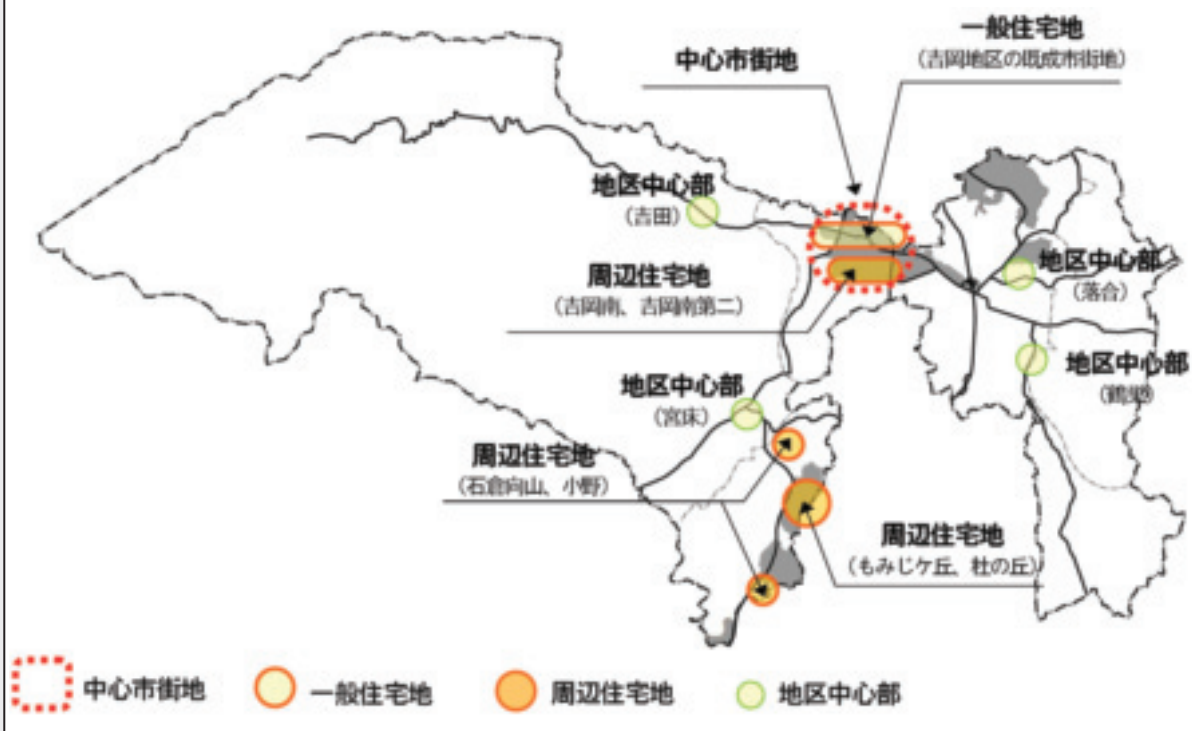 一般住宅地
(吉岡地区の既成市街地)
中心市街地
地区中心部
(吉田)
周辺住宅地
(吉岡南、吉岡南第二)
地区中心部
(落合)
地区中心部
(鶴巣)
地区中心部
(宮床)
周辺住宅地
(石倉向山、小野)
周辺住宅地
(もみじケ丘、杜の丘)
中心市街地
一般住宅地
周辺住宅地
地区中心部